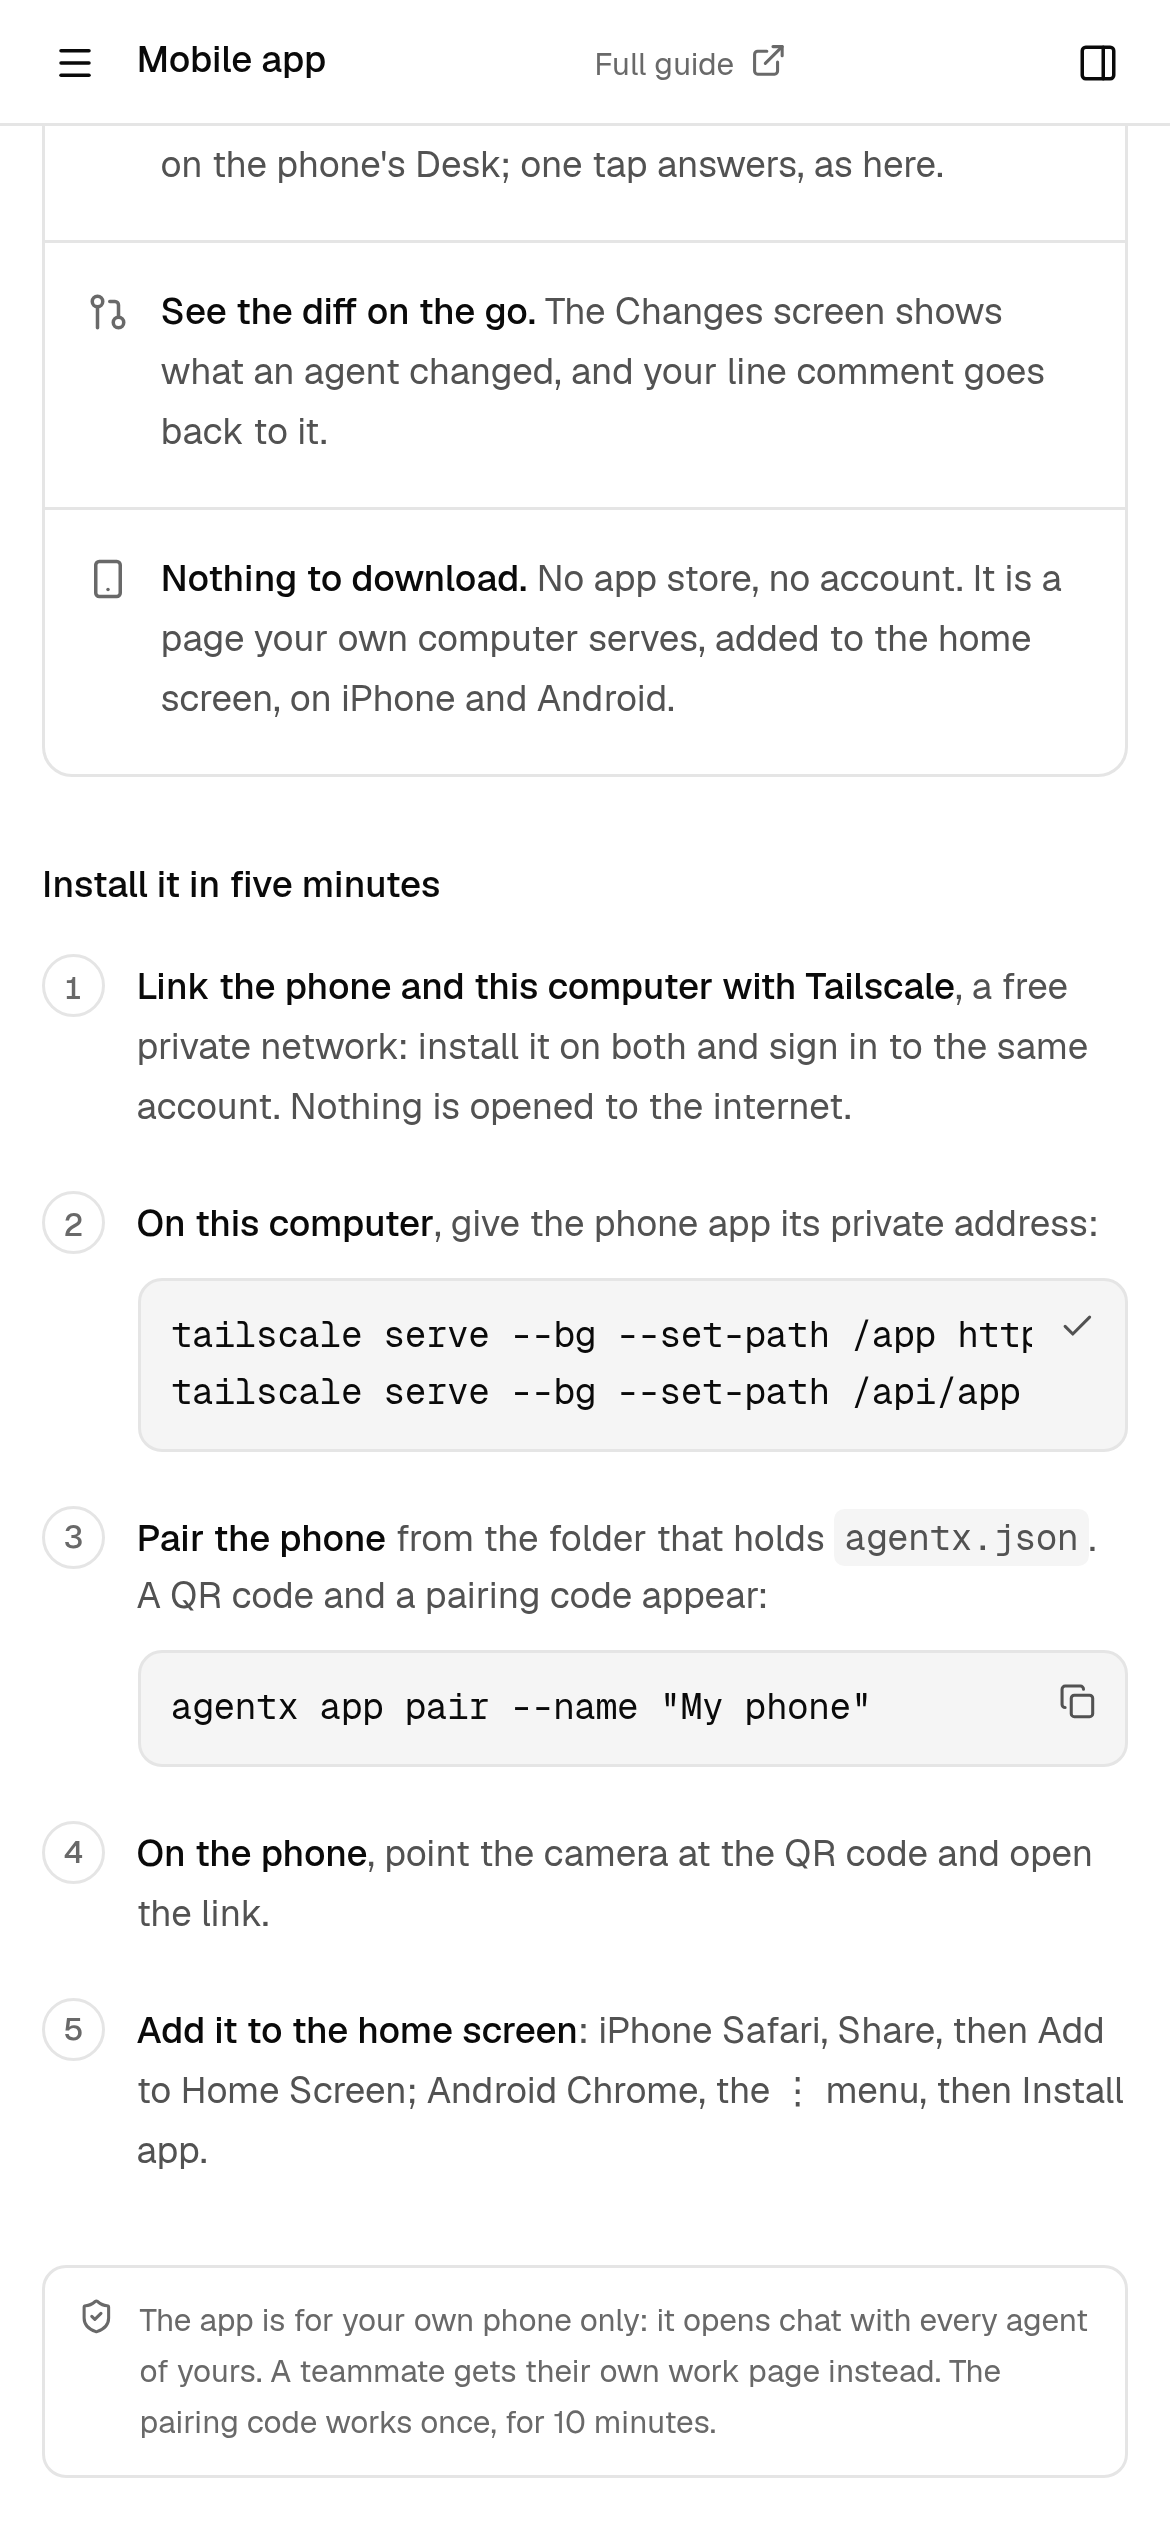 Mobile app
Full guide
on the phone's Desk; one tap answers, as here.
See the diff on the go. The Changes screen shows
what an agent changed, and your line comment goes
back to it.
Nothing to download. No app store, no account. It is a
page your own computer serves, added to the home
screen, on iPhone and Android.
Install it in five minutes
1 Link the phone and this computer with Tailscale, a free
private network: install it on both and sign in to the same
account. Nothing is opened to the internet.
2 On this computer, give the phone app its private address:
tailscale serve --bg --set-path /app http
tailscale serve --bg --set-path /api/app
3 Pair the phone from the folder that holds agentx.json.
A QR code and a pairing code appear:
agentx app pair --name "My phone"
4 On the phone, point the camera at the QR code and open
the link.
5 Add it to the home screen: iPhone Safari, Share, then Add
to Home Screen; Android Chrome, the ⋮ menu, then Install
app.
The app is for your own phone only: it opens chat with every agent
of yours. A teammate gets their own work page instead. The
pairing code works once, for 10 minutes.